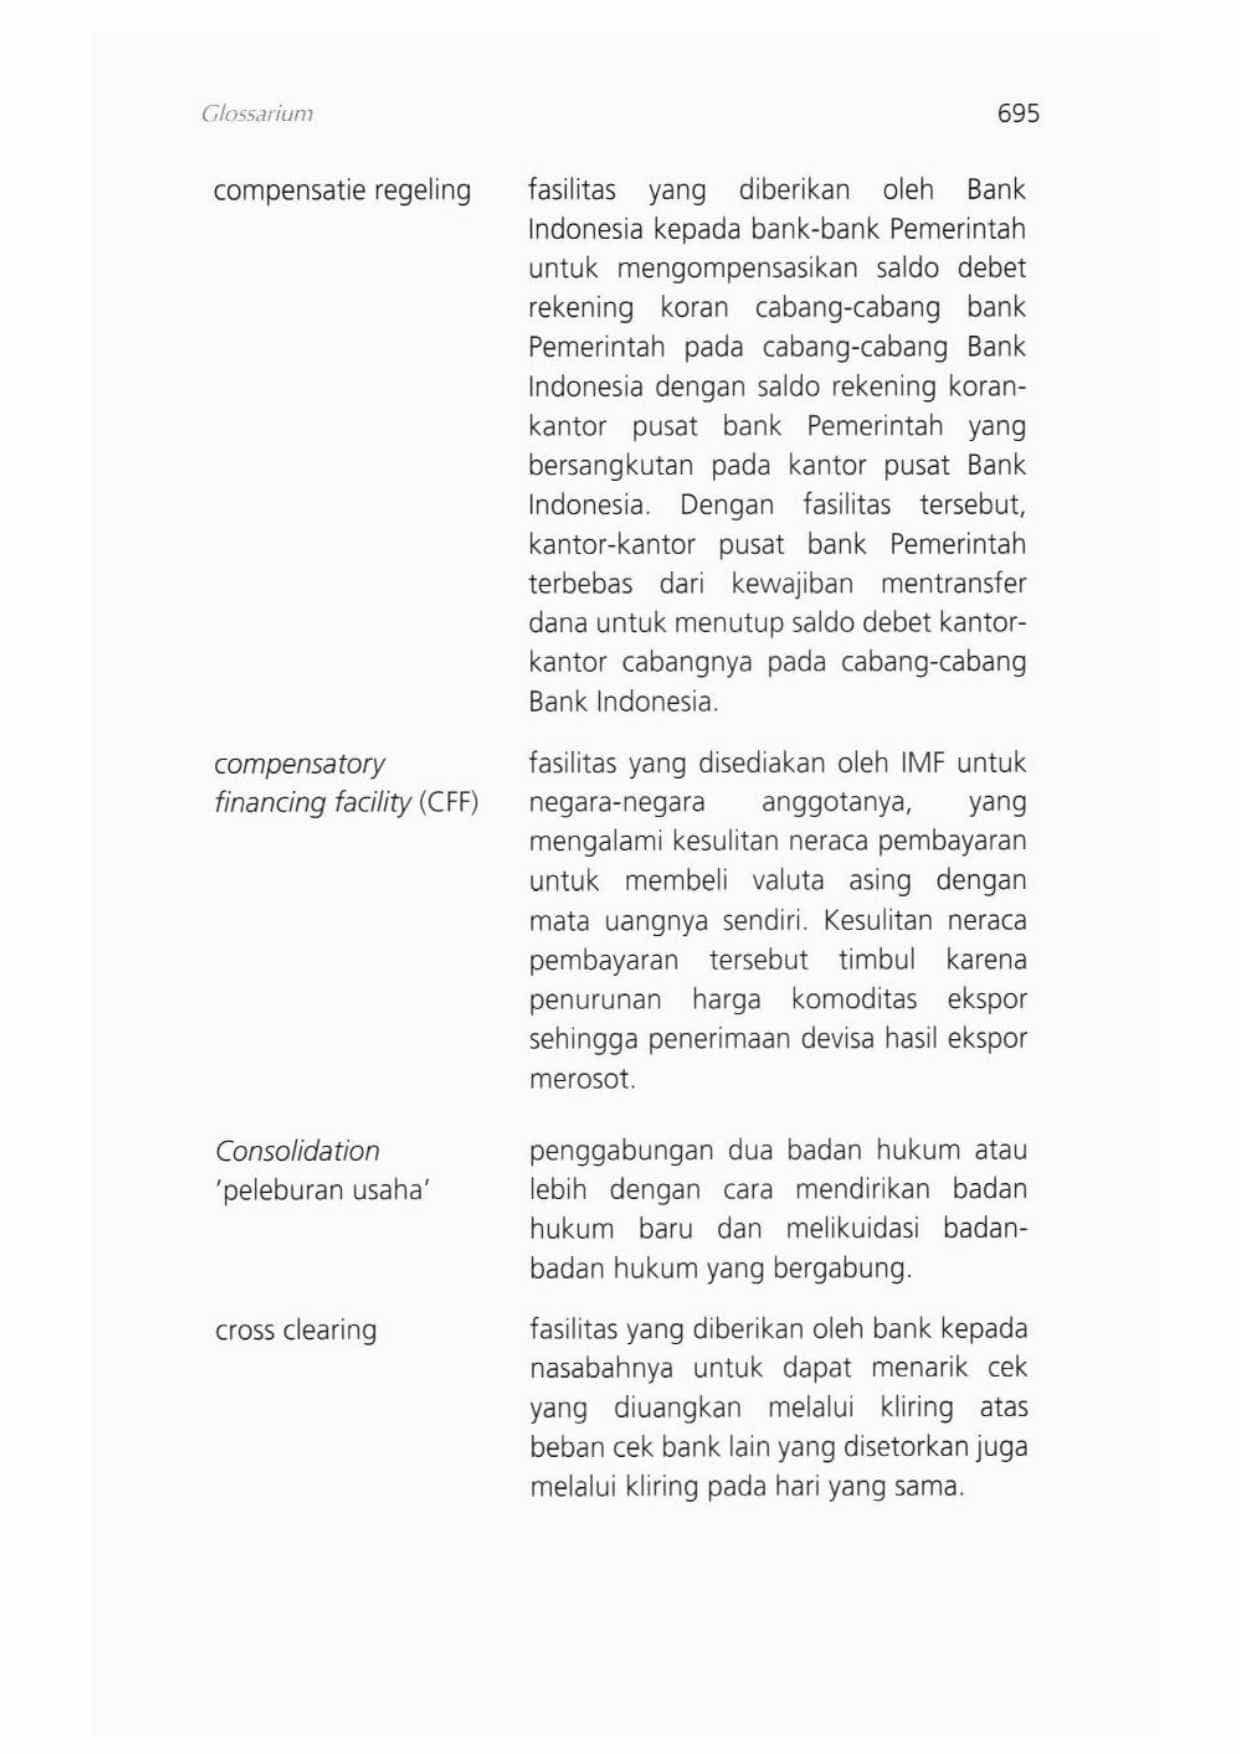 Glossarium 695
compensatie regeling fasilitas yang diberikan oleh Bank
Indonesia kepada bank-bank Pemerintah
untuk mengompensasikan saldo debet
rekening koran cabang-cabang bank
Pemerintah pada cabang-cabang Bank
Indonesia dengan saldo rekening koran-
kantor pusat bank Pemerintah yang
bersangkutan pada kantor pusat Bank
Indonesia. Dengan fasilitas tersebut,
kantor-kantor pusat bank Pemerintah
terbebas dari kewajiban mentransfer
dana untuk menutup saldo debet kantor-
kantor cabangnya pada cabang-cabang
Bank Indonesia.
compensatory fasilitas yang disediakan oleh IMF untuk
financing facility (CFF) negara-negara anggotanya, yang
mengalami kesulitan neraca pembayaran
untuk membeli valuta asing dengan
mata uangnya sendiri. Kesulitan neraca
pembayaran tersebut timbul karena
penurunan harga komoditas ekspor
sehingga penerimaan devisa hasil ekspor
merosot.
Consolidation penggabungan dua badan hukum atau
'peleburan usaha' lebih dengan cara mendirikan badan
hukum baru dan melikuidasi badan-
badan hukum yang bergabung.
cross clearing fasilitas yang diberikan oleh bank kepada
nasabahnya untuk dapat menarik cek
yang diuangkan melalui kliring atas
beban cek bank lain yang disetorkan juga
melalui kliring pada hari yang sama.